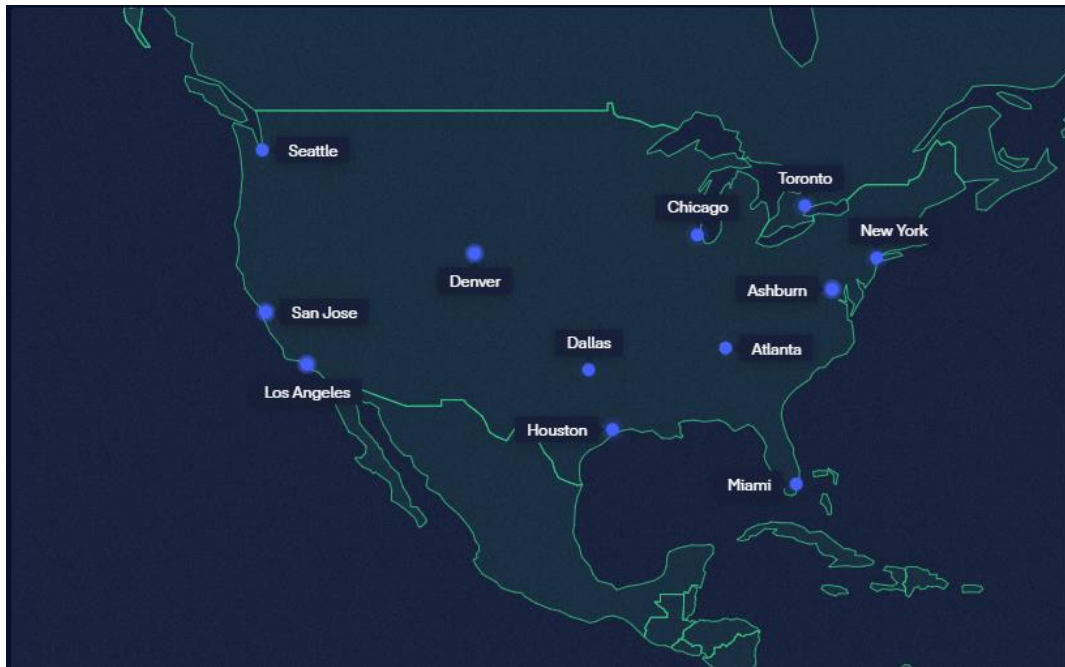 Seattle
Toronto
Chicago
New York
Denver
Ashburn
San Jose
Dallas
Atlanta
Los Angeles
Houston
Miami